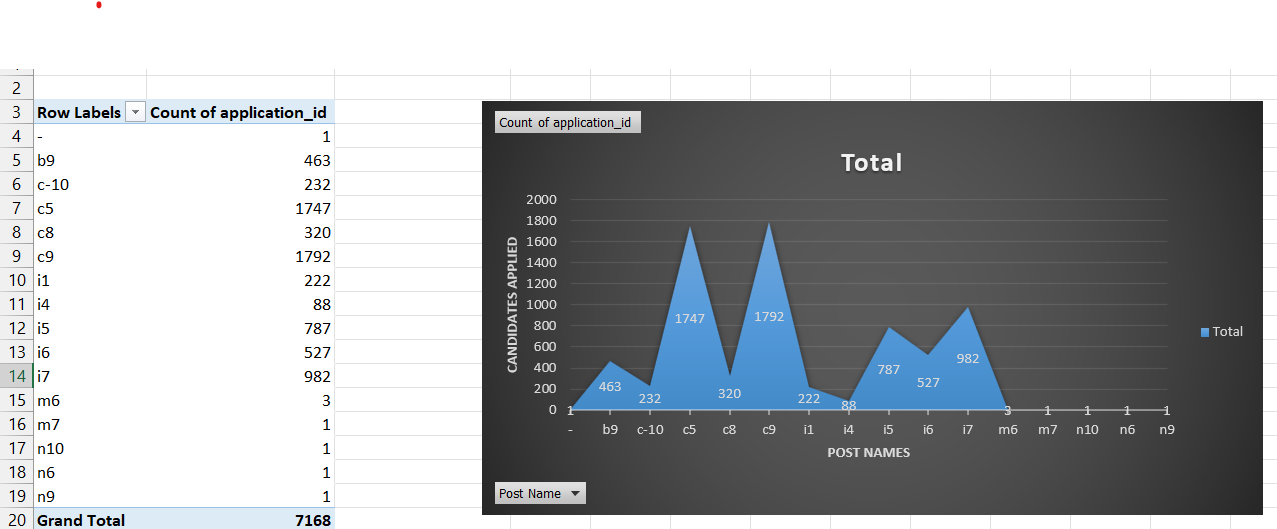 2
3 Row Labels Count of application_id
4 - 1
5 b9 463
6 c-10 232
7 c5 1747
8 c8 320
9 c9 1792
10 i1 222
11 i4 88
12 i5 787
13 i6 527
14 i7 982
15 m6 3
16 m7 1
17 n10 1
18 n6 1
19 n9 1
20 Grand Total 7168
Count of application_id
Total
2000
1800
1600
1400
1200
1000
800
600
400
200
0
CANDIDATES APPLIED
1 463 232 1747 320 1792 222 88 787 527 982 3 1 1 1 1
- b9 c-10 c5 c8 c9 i1 i4 i5 i6 i7 m6 m7 n10 n6 n9
POST NAMES
Total
Post Name